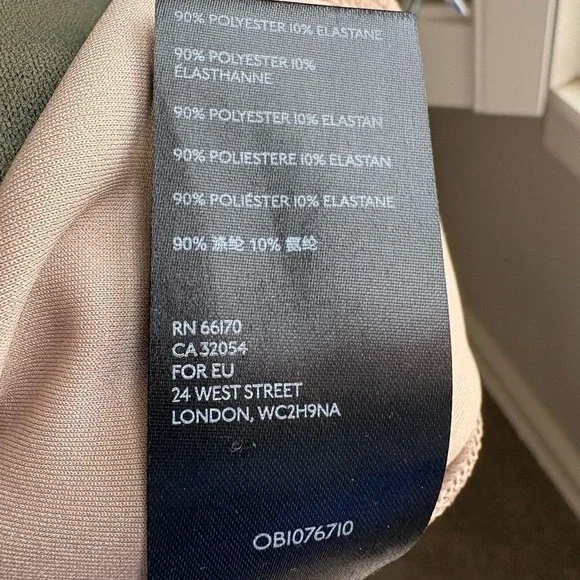 90% POLYESTER 10% ELASTANE
90% POLYESTER 10%
ÉLASTHANNE
90% POLYESTER 10% ELASTAN
90% POLIESTERE 10% ELASTAN
90% POLIÉSTER 10% ELASTANE
90% 涤纶 10% 氨纶
RN 66170
CA 32054
FOR EU
24 WEST STREET
LONDON, WC2H9NA
OB1076710